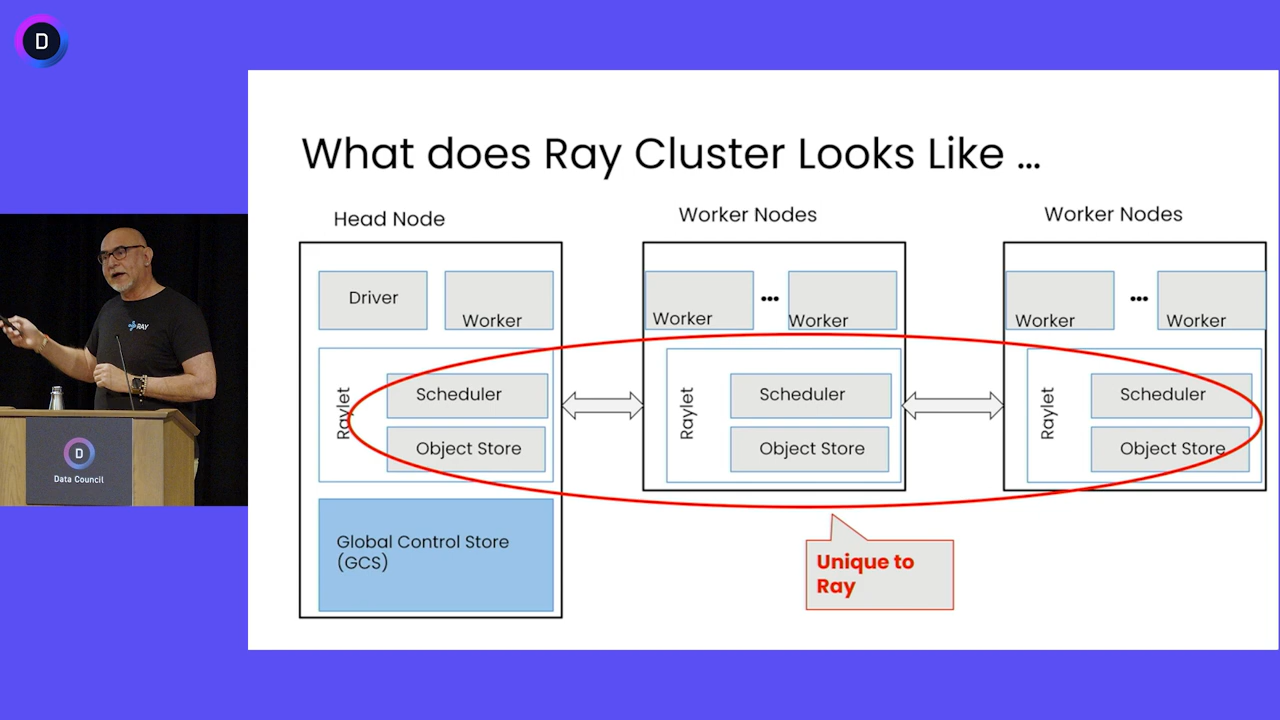 D
What does Ray Cluster Looks Like ...
Head Node
Worker Nodes
Worker Nodes
Driver
Worker
Worker
...
Worker
Worker
...
Worker
Raylet
Scheduler
Object Store
Raylet
Scheduler
Object Store
Raylet
Scheduler
Object Store
Global Control Store
(GCS)
Unique to
Ray
RAY
D
Data Council